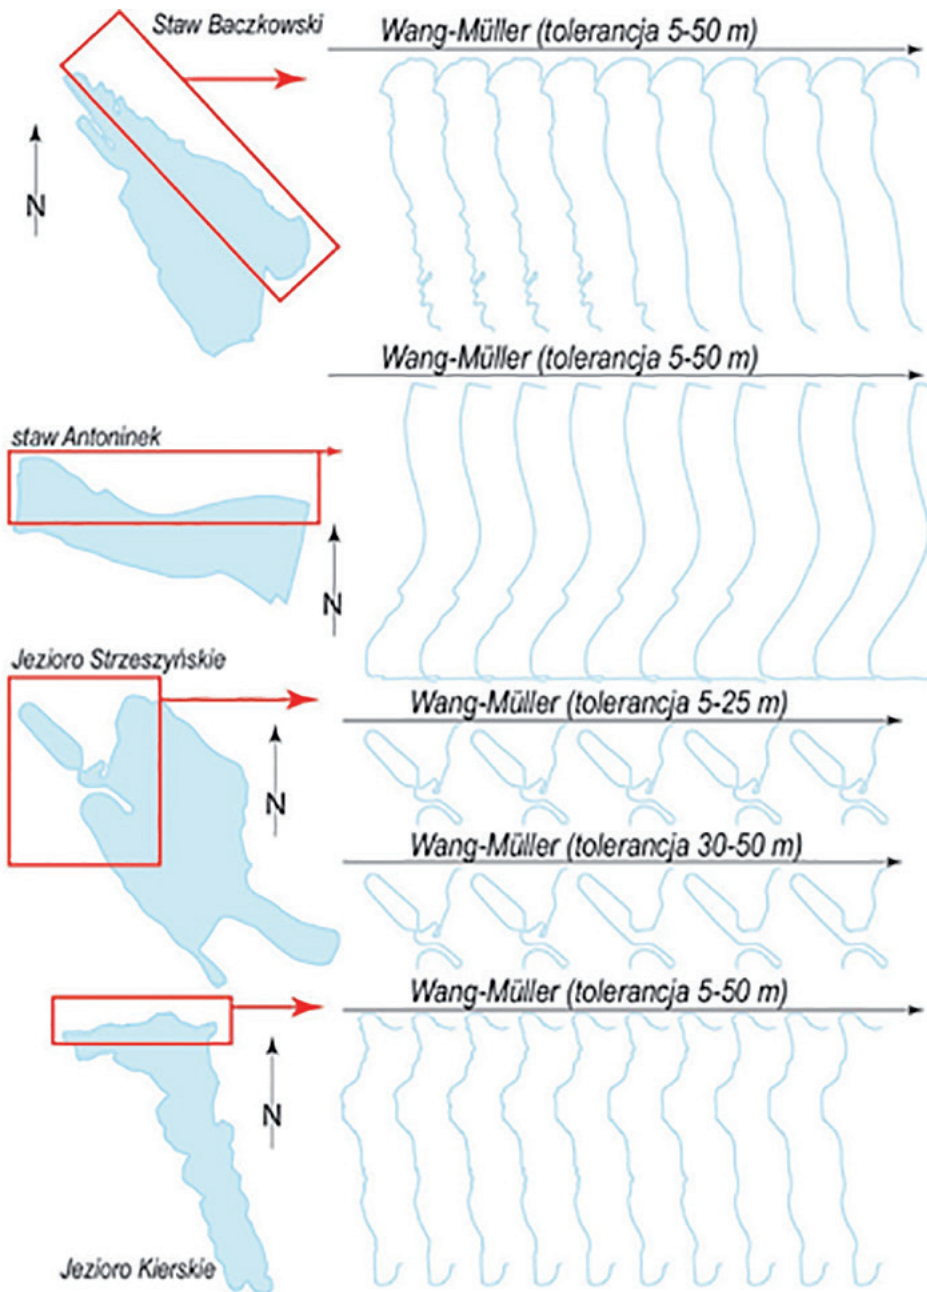 Staw Baczkowski
Wang-Müller (tolerancja 5-50 m)
N
Wang-Müller (tolerancja 5-50 m)
staw Antoninek
N
Jezioro Strzeszyńskie
Wang-Müller (tolerancja 5-25 m)
N
Wang-Müller (tolerancja 30-50 m)
Wang-Müller (tolerancja 5-50 m)
N
Jezioro Kierskie